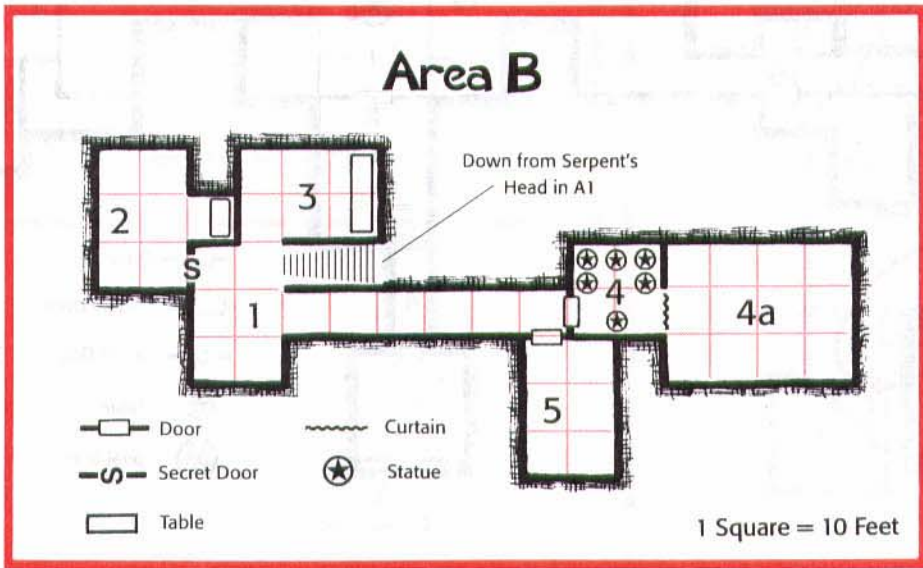 Area B
Down from Serpent's
Head in A1
2
3
S
1
4
4a
5
Door
Curtain
S
Secret Door
Statue
Table
1 Square = 10 Feet